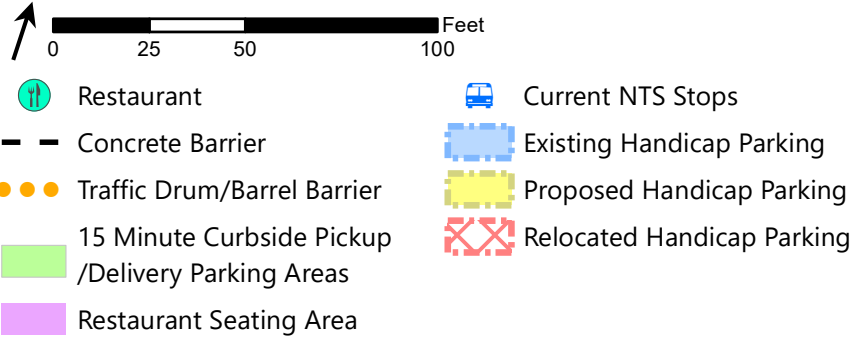 Feet
0 25 50 100
Restaurant
Concrete Barrier
Traffic Drum/Barrel Barrier
15 Minute Curbside Pickup
/Delivery Parking Areas
Restaurant Seating Area
Current NTS Stops
Existing Handicap Parking
Proposed Handicap Parking
Relocated Handicap Parking